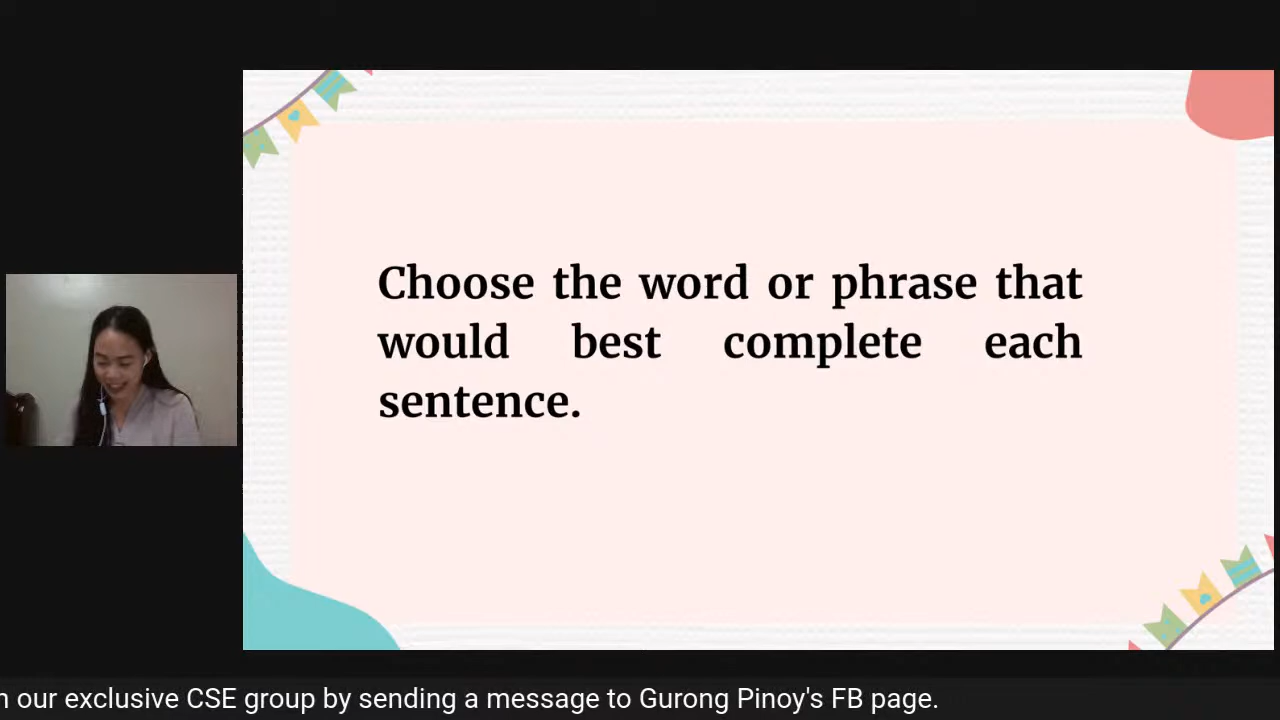 Choose the word or phrase that
would best complete each
sentence.
our exclusive CSE group by sending a message to Gurong Pinoy's FB page.